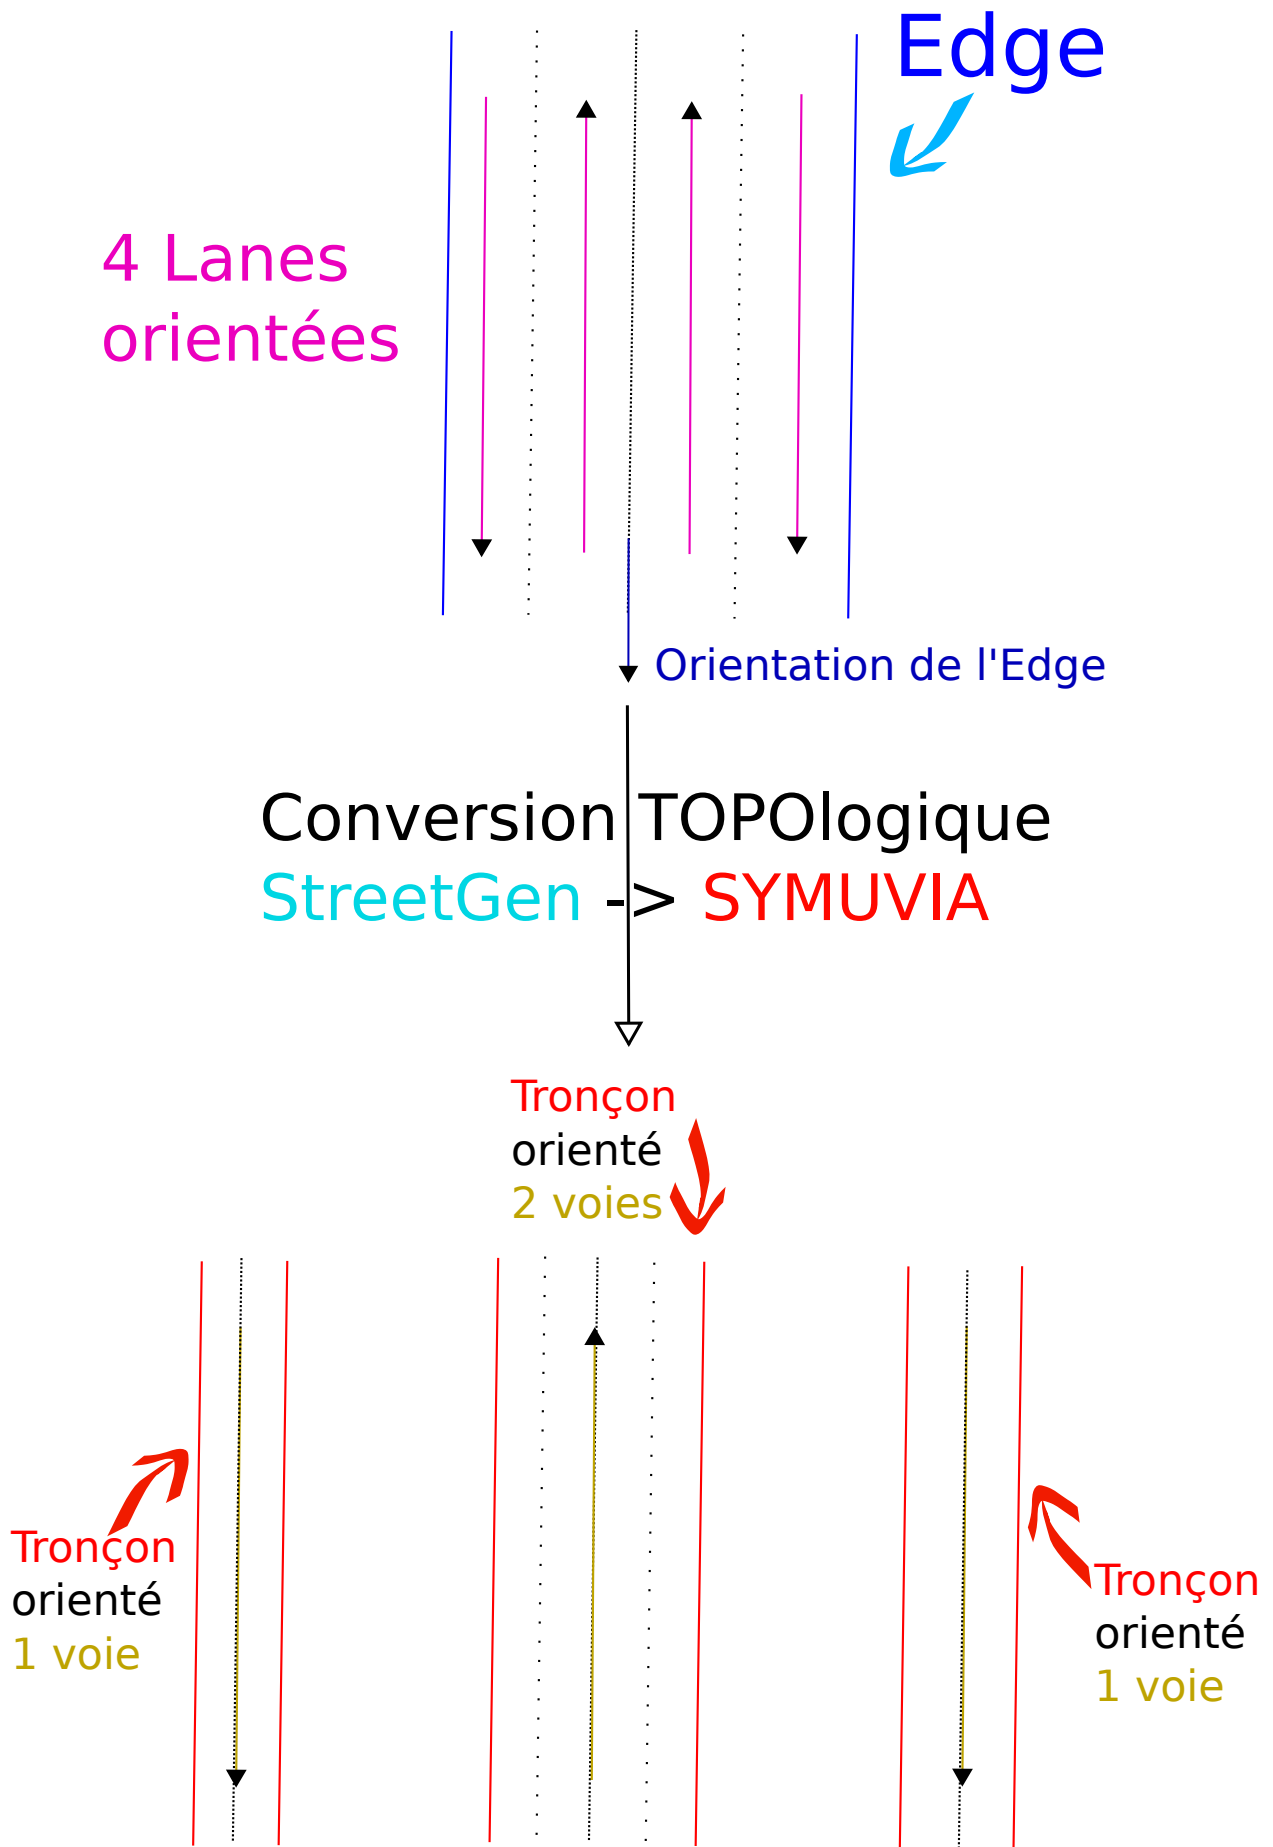 Edge
4 Lanes
orientées
Orientation de l'Edge
Conversion TOPOlogique
StreetGen -> SYMUVIA
Tronçon
orienté
2 voies
Tronçon
orienté
1 voie
Tronçon
orienté
1 voie